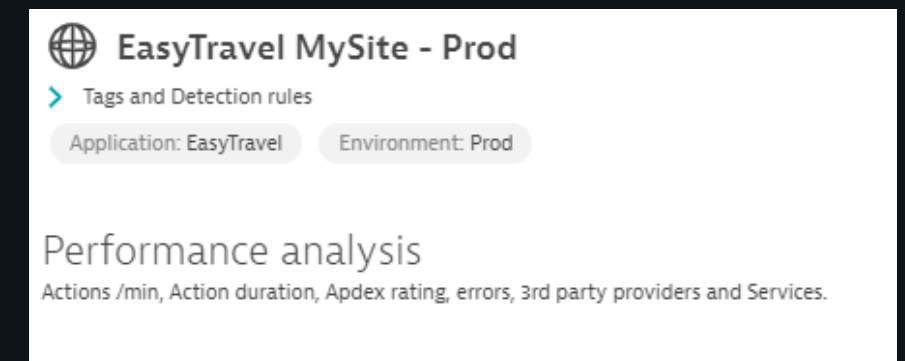 EasyTravel MySite - Prod
Tags and Detection rules
Application: EasyTravel Environment: Prod
Performance analysis
Actions /min, Action duration, Apdex rating, errors, 3rd party providers and Services.